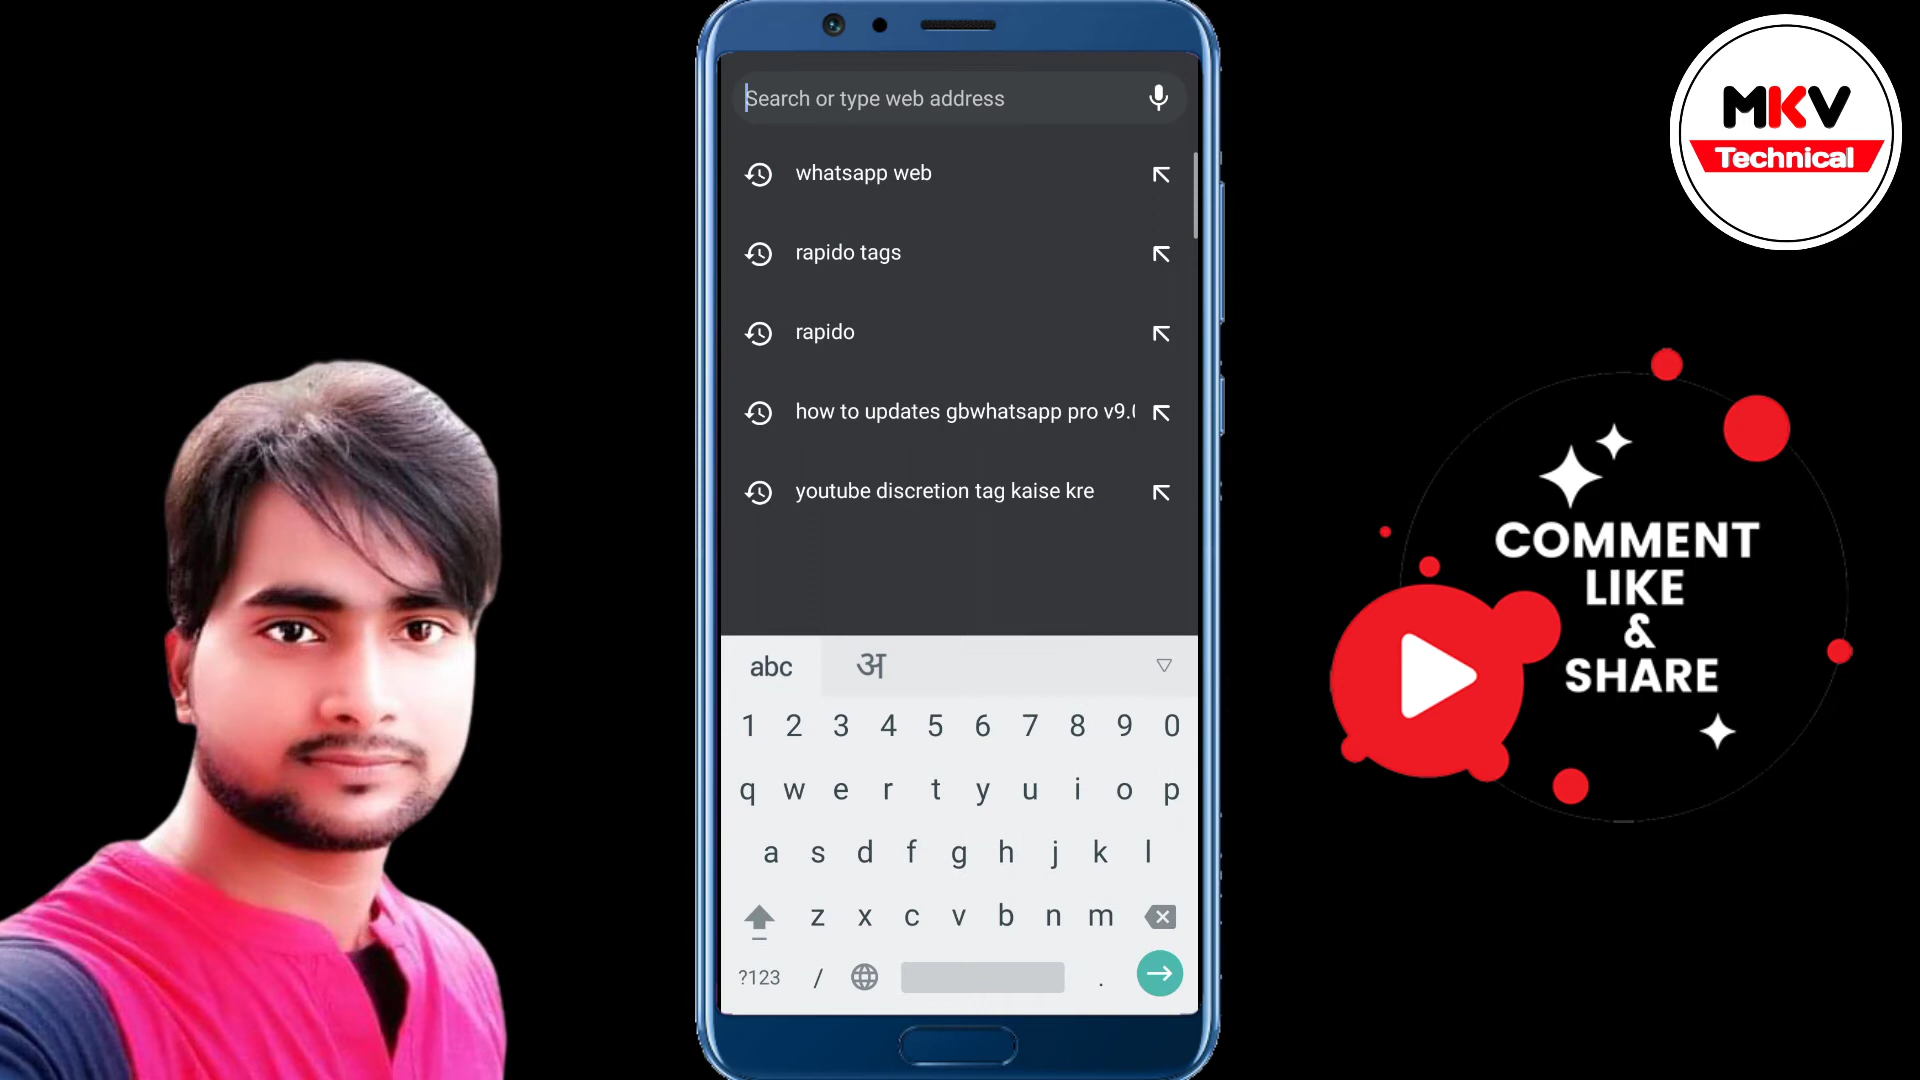 Search or type web address
whatsapp web
rapido tags
rapido
how to updates gbwhatsapp pro v9.
youtube discretion tag kaise kre
abc अ
1 2 3 4 5 6 7 8 9 0
q w e r t y u i o p
a s d f g h j k l
z x c v b n m
?123 / .
MKV
Technical
COMMENT
LIKE
&
SHARE